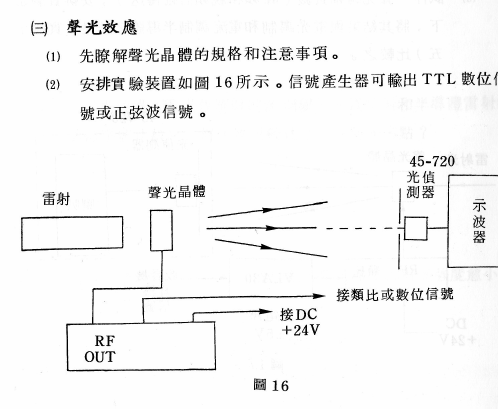 ㈢ 聲光效應
⑴ 先瞭解聲光晶體的規格和注意事項。
⑵ 安排實驗裝置如圖16所示。信號產生器可輸出TTL數位信
號或正弦波信號。
45-720
光偵
測器
雷射
聲光晶體
示波器
接類比或數位信號
接DC
+24V
RF
OUT
圖16